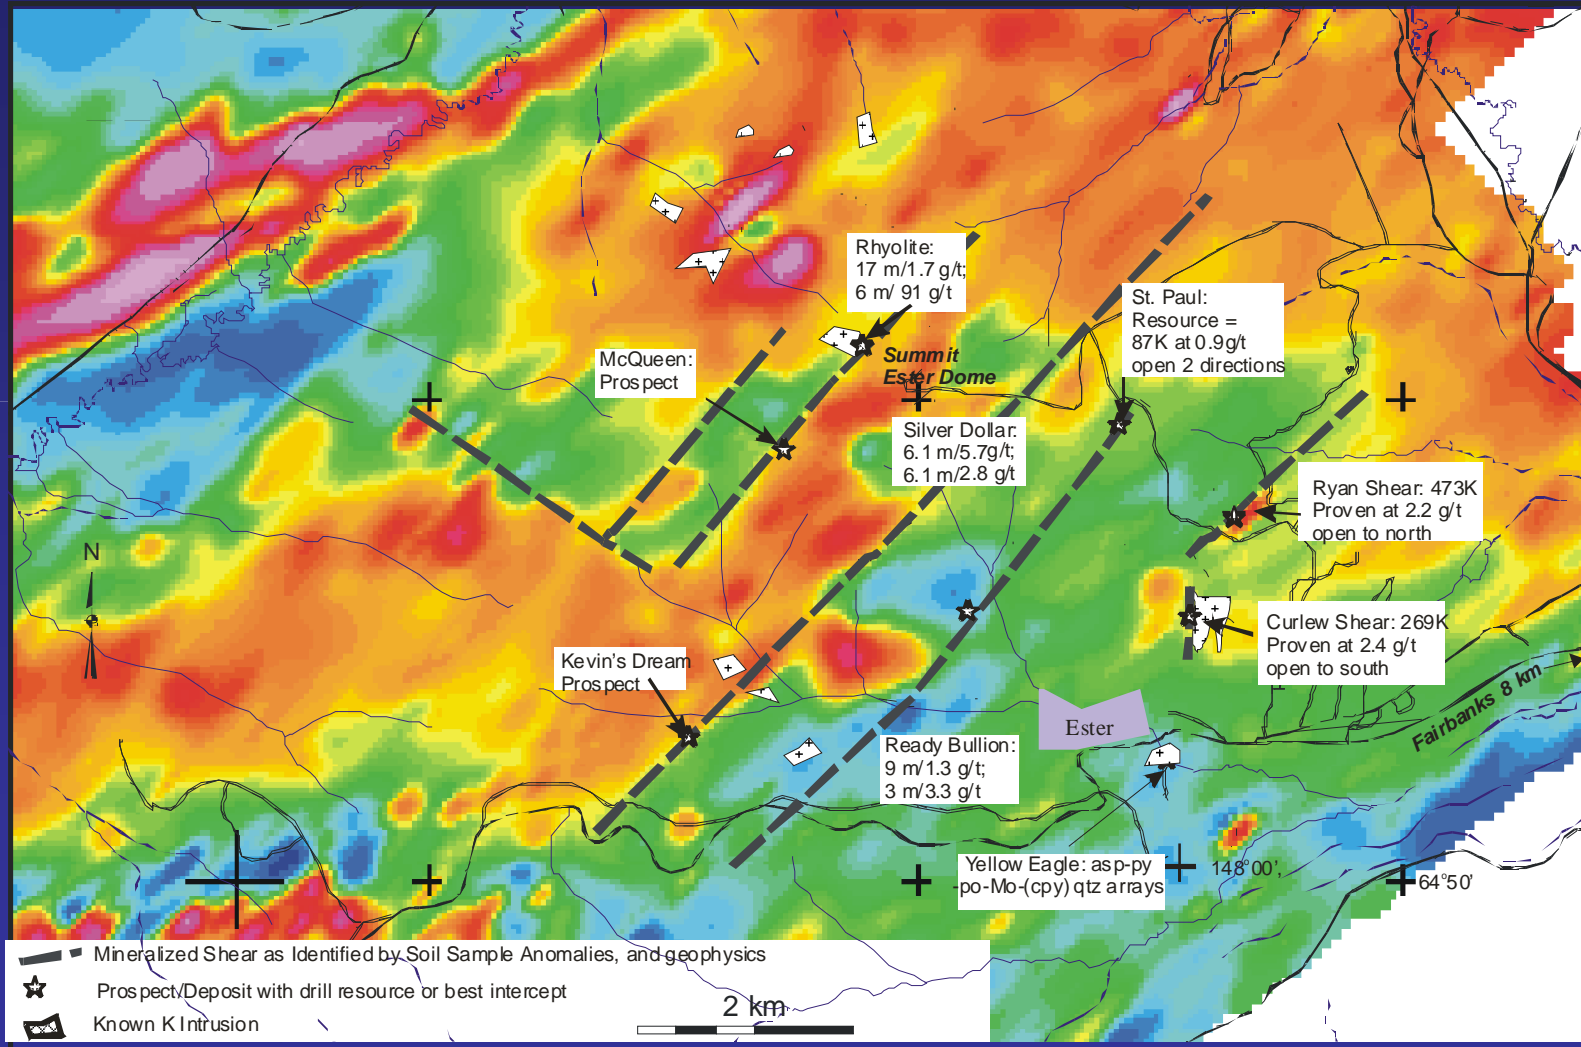 Rhyolite:
17 m/1.7 g/t;
6 m/ 91 g/t
St. Paul:
Resource =
87K at 0.9g/t
open 2 directions
McQueen:
Prospect
Summit
Ester Dome
Silver Dollar:
6.1 m/5.7g/t;
6.1 m/2.8 g/t
Ryan Shear: 473K
Proven at 2.2 g/t
open to north
N
Curlew Shear: 269K
Proven at 2.4 g/t
open to south
Kevin's Dream
Prospect
Fairbanks 8 km
Ester
Ready Bullion:
9 m/1.3 g/t;
3 m/3.3 g/t
Yellow Eagle: asp-py
-po-Mo-(cpy) qtz arrays
148°00',
64°50'
Mineralized Shear as Identified by Soil Sample Anomalies, and geophysics
Prospect/Deposit with drill resource or best intercept
Known K Intrusion
2 km